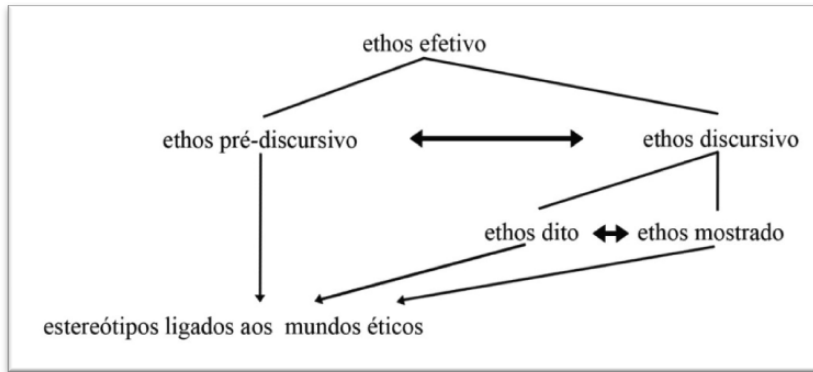 ethos efetivo
ethos pré-discursivo
ethos discursivo
ethos dito
ethos mostrado
estereótipos ligados aos mundos éticos